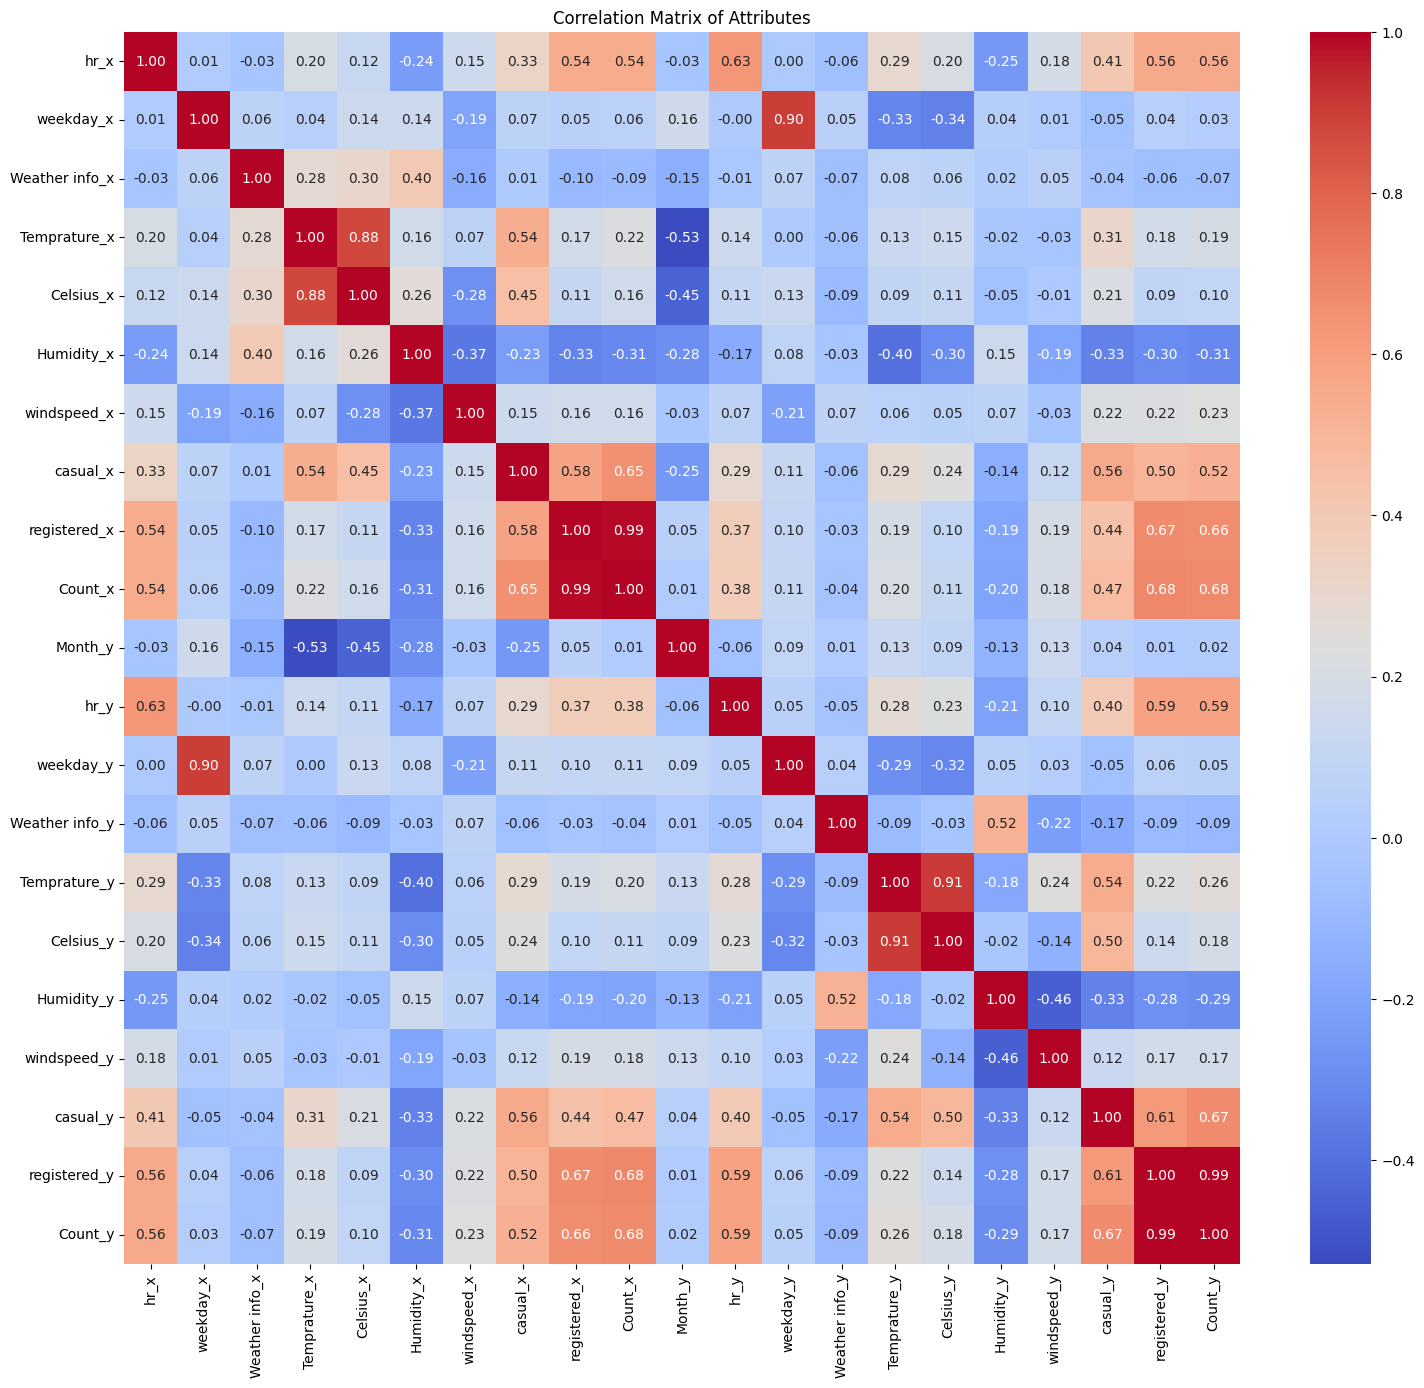 Correlation Matrix of Attributes
hr_x 1.00 0.01 -0.03 0.20 0.12 -0.24 0.15 0.33 0.54 0.54 -0.03 0.63 0.00 -0.06 0.29 0.20 -0.25 0.18 0.41 0.56 0.56
weekday_x 0.01 1.00 0.06 0.04 0.14 0.14 -0.19 0.07 0.05 0.06 0.16 -0.00 0.90 0.05 -0.33 -0.34 0.04 0.01 -0.05 0.04 0.03
Weather info_x -0.03 0.06 1.00 0.28 0.30 0.40 -0.16 0.01 -0.10 -0.09 -0.15 -0.01 0.07 -0.07 0.08 0.06 0.02 0.05 -0.04 -0.06 -0.07
Temprature_x 0.20 0.04 0.28 1.00 0.88 0.16 0.07 0.54 0.17 0.22 -0.53 0.14 0.00 -0.06 0.13 0.15 -0.02 -0.03 0.31 0.18 0.19
Celsius_x 0.12 0.14 0.30 0.88 1.00 0.26 -0.28 0.45 0.11 0.16 -0.45 0.11 0.13 -0.09 0.09 0.11 -0.05 -0.01 0.21 0.09 0.10
Humidity_x -0.24 0.14 0.40 0.16 0.26 1.00 -0.37 -0.23 -0.33 -0.31 -0.28 -0.17 0.08 -0.03 -0.40 -0.30 0.15 -0.19 -0.33 -0.30 -0.31
windspeed_x 0.15 -0.19 -0.16 0.07 -0.28 -0.37 1.00 0.15 0.16 0.16 -0.03 0.07 -0.21 0.07 0.06 0.05 0.07 -0.03 0.22 0.22 0.23
casual_x 0.33 0.07 0.01 0.54 0.45 -0.23 0.15 1.00 0.58 0.65 -0.25 0.29 0.11 -0.06 0.29 0.24 -0.14 0.12 0.56 0.50 0.52
registered_x 0.54 0.05 -0.10 0.17 0.11 -0.33 0.16 0.58 1.00 0.99 0.05 0.37 0.10 -0.03 0.19 0.10 -0.19 0.19 0.44 0.67 0.66
Count_x 0.54 0.06 -0.09 0.22 0.16 -0.31 0.16 0.65 0.99 1.00 0.01 0.38 0.11 -0.04 0.20 0.11 -0.20 0.18 0.47 0.68 0.68
Month_y -0.03 0.16 -0.15 -0.53 -0.45 -0.28 -0.03 -0.25 0.05 0.01 1.00 -0.06 0.09 0.01 0.13 0.09 -0.13 0.13 0.04 0.01 0.02
hr_y 0.63 -0.00 -0.01 0.14 0.11 -0.17 0.07 0.29 0.37 0.38 -0.06 1.00 0.05 -0.05 0.28 0.23 -0.21 0.10 0.40 0.59 0.59
weekday_y 0.00 0.90 0.07 0.00 0.13 0.08 -0.21 0.11 0.10 0.11 0.09 0.05 1.00 0.04 -0.29 -0.32 0.05 0.03 -0.05 0.06 0.05
Weather info_y -0.06 0.05 -0.07 -0.06 -0.09 -0.03 0.07 -0.06 -0.03 -0.04 0.01 -0.05 0.04 1.00 -0.09 -0.03 0.52 -0.22 -0.17 -0.09 -0.09
Temprature_y 0.29 -0.33 0.08 0.13 0.09 -0.40 0.06 0.29 0.19 0.20 0.13 0.28 -0.29 -0.09 1.00 0.91 -0.18 0.24 0.54 0.22 0.26
Celsius_y 0.20 -0.34 0.06 0.15 0.11 -0.30 0.05 0.24 0.10 0.11 0.09 0.23 -0.32 -0.03 0.91 1.00 -0.02 -0.14 0.50 0.14 0.18
Humidity_y -0.25 0.04 0.02 -0.02 -0.05 0.15 0.07 -0.14 -0.19 -0.20 -0.13 -0.21 0.05 0.52 -0.18 -0.02 1.00 -0.46 -0.33 -0.28 -0.29
windspeed_y 0.18 0.01 0.05 -0.03 -0.01 -0.19 -0.03 0.12 0.19 0.18 0.13 0.10 0.03 -0.22 0.24 -0.14 -0.46 1.00 0.12 0.17 0.17
casual_y 0.41 -0.05 -0.04 0.31 0.21 -0.33 0.22 0.56 0.44 0.47 0.04 0.40 -0.05 -0.17 0.54 0.50 -0.33 0.12 1.00 0.61 0.67
registered_y 0.56 0.04 -0.06 0.18 0.09 -0.30 0.22 0.50 0.67 0.68 0.01 0.59 0.06 -0.09 0.22 0.14 -0.28 0.17 0.61 1.00 0.99
Count_y 0.56 0.03 -0.07 0.19 0.10 -0.31 0.23 0.52 0.66 0.68 0.02 0.59 0.05 -0.09 0.26 0.18 -0.29 0.17 0.67 0.99 1.00
hr_x
weekday_x
Weather info_x
Temprature_x
Celsius_x
Humidity_x
windspeed_x
casual_x
registered_x
Count_x
Month_y
hr_y
weekday_y
Weather info_y
Temprature_y
Celsius_y
Humidity_y
windspeed_y
casual_y
registered_y
Count_y
1.0
0.8
0.6
0.4
0.2
0.0
−0.2
−0.4